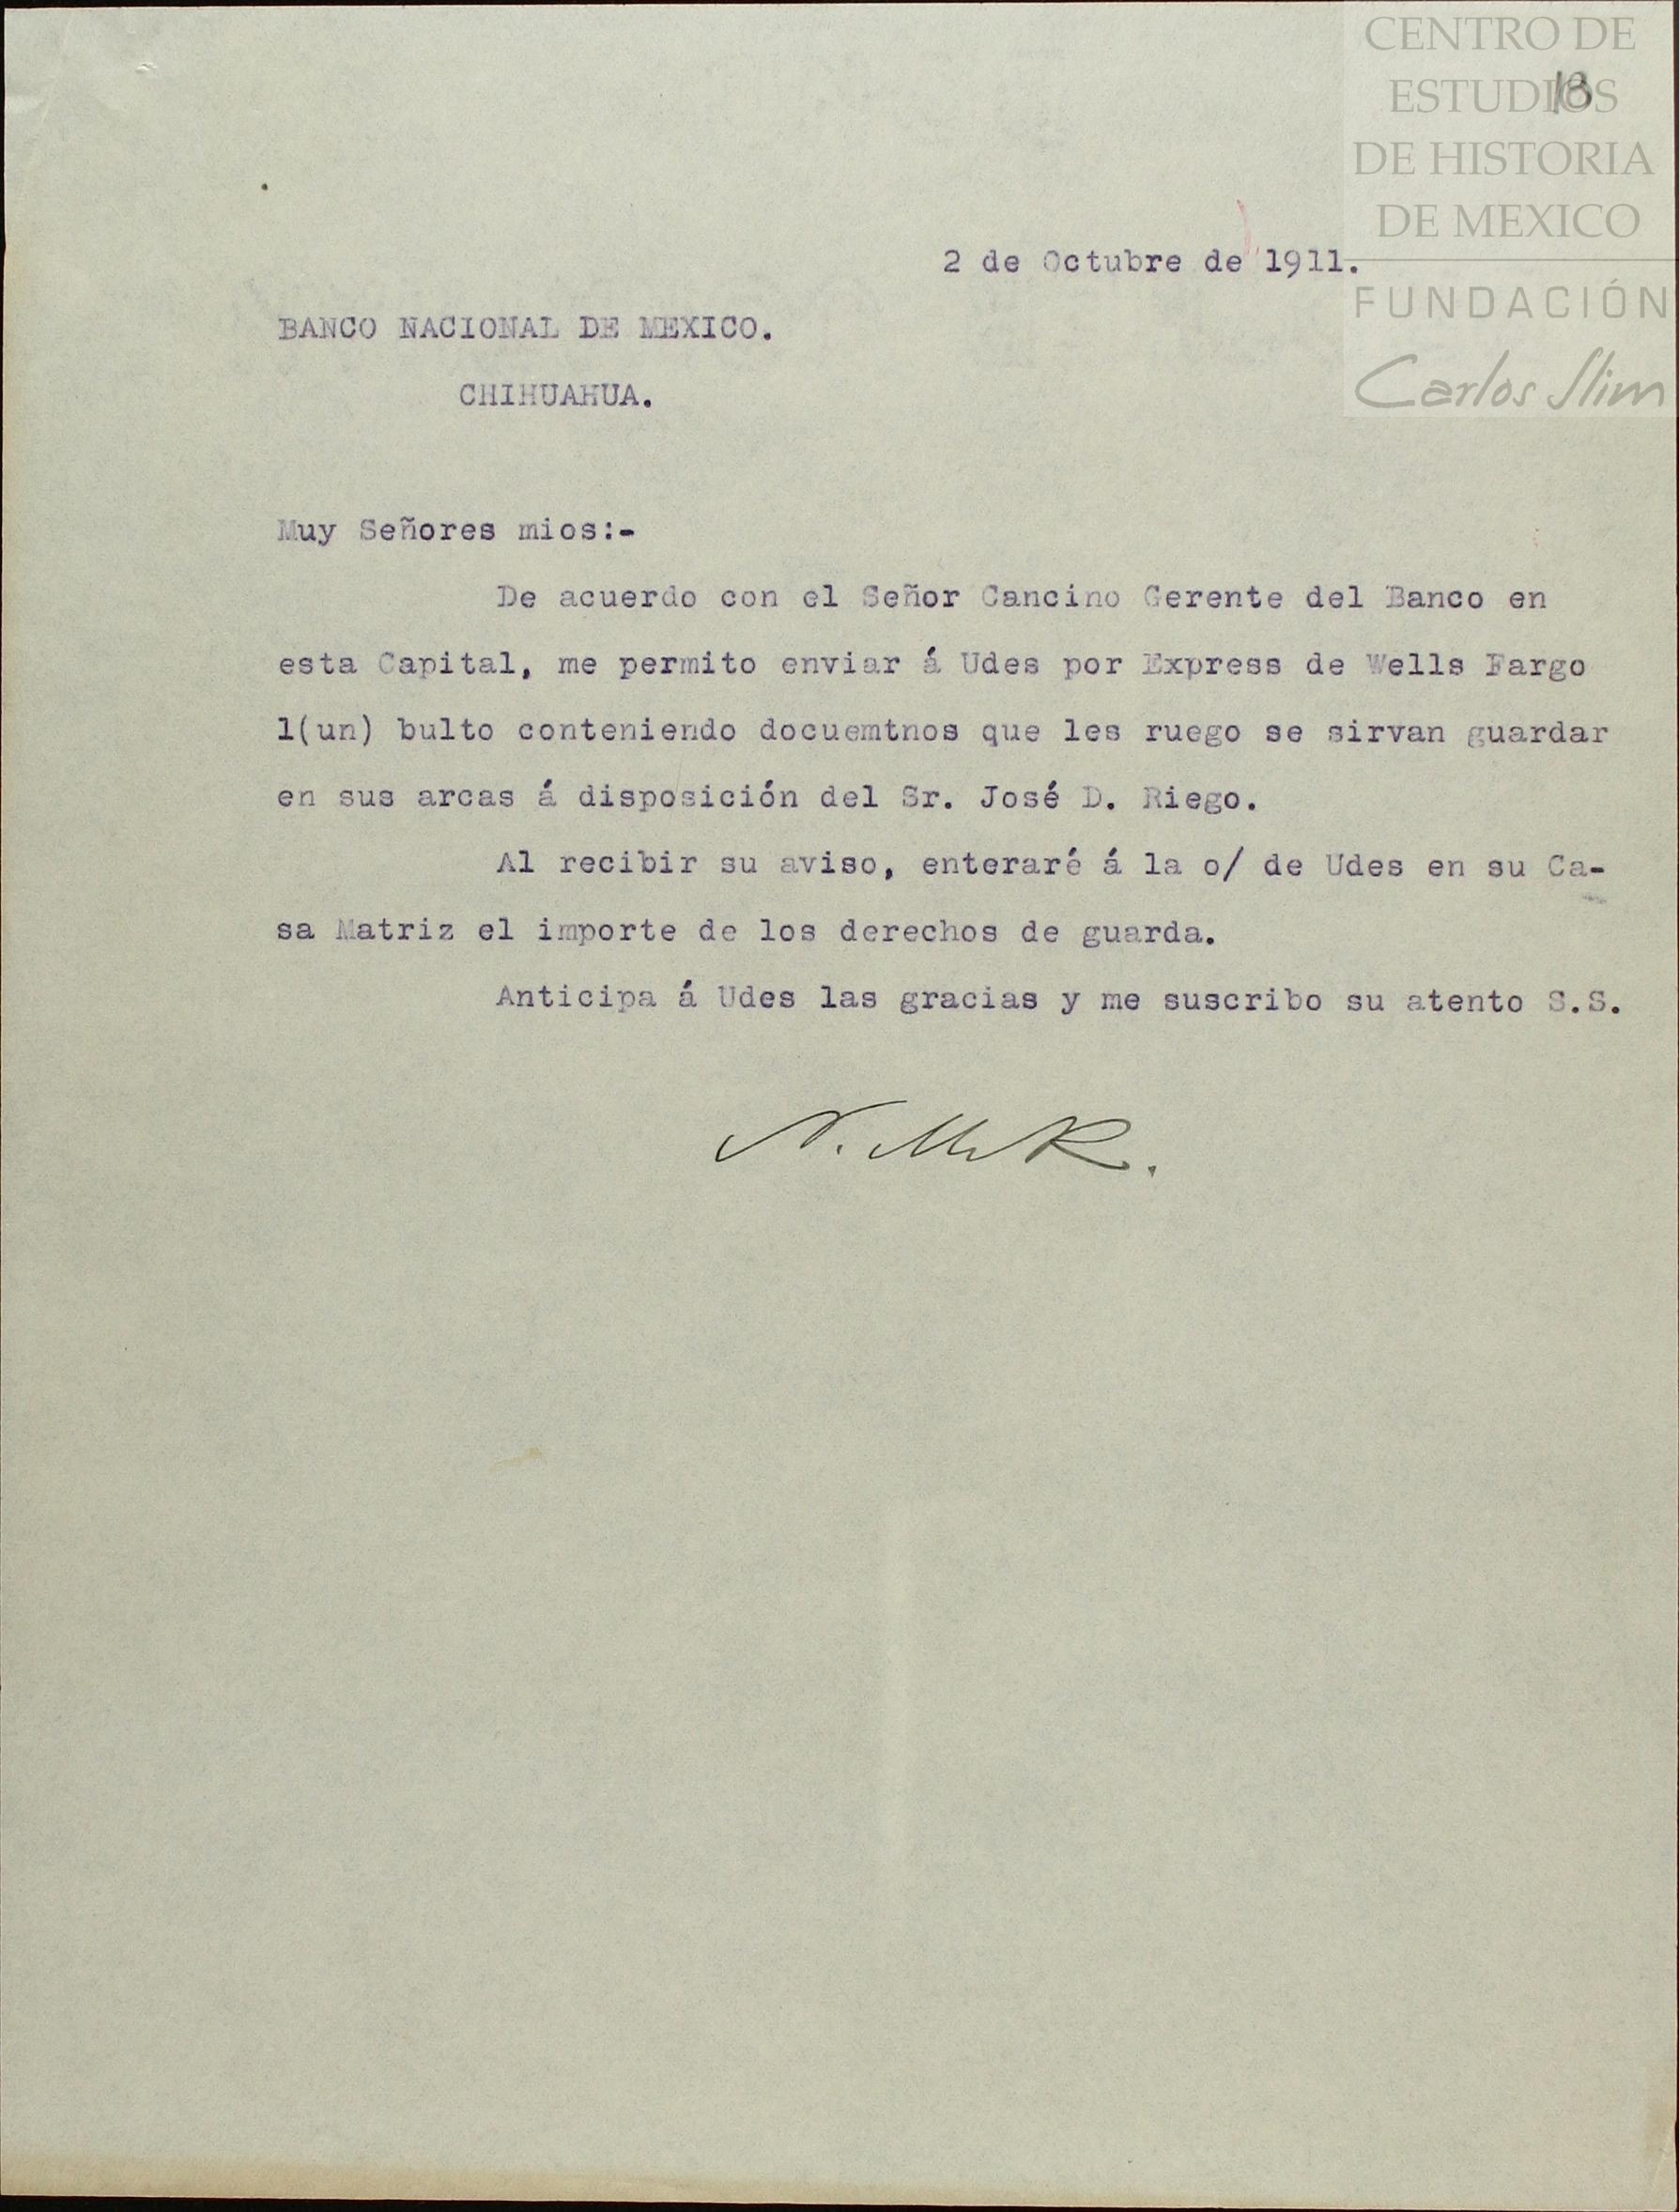 CENTRO DE
ESTUDIOS
13
DE HISTORIA
DE MEXICO
FUNDACIÓN
Carlos Slim
2 de Octubre de 1911.
BANCO NACIONAL DE MEXICO.
CHIHUAHUA.
Muy Señores mios:-
De acuerdo con el Señor Cancino Gerente del Banco en
esta Capital, me permito enviar á Udes por Express de Wells Fargo
1(un) bulto conteniendo docuemtnos que les ruego se sirvan guardar
en sus arcas á disposición del Sr. José D. Riego.
Al recibir su aviso, enteraré á la o/ de Udes en su Ca-
sa Matriz el importe de los derechos de guarda.
Anticipa á Udes las gracias y me suscribo su atento S.S.